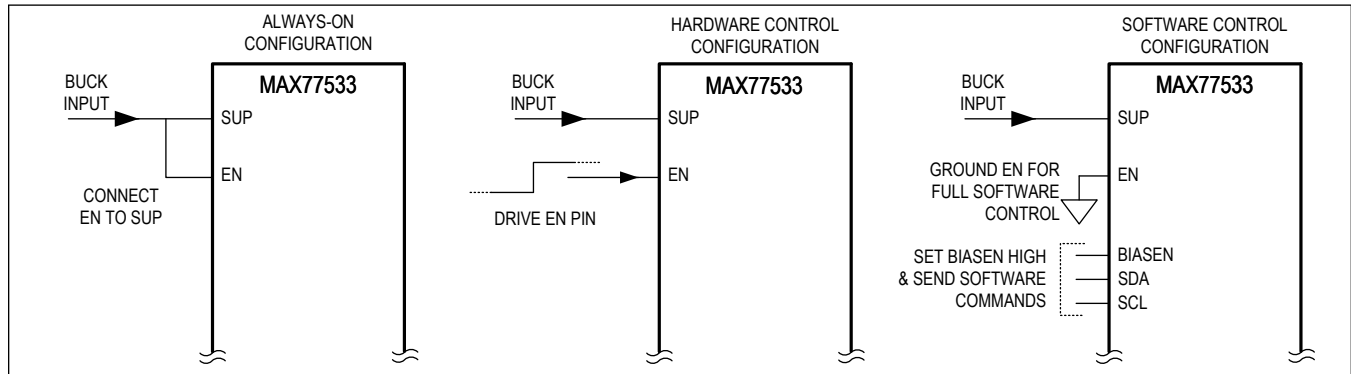 ALWAYS-ON
CONFIGURATION
MAX77533
BUCK
INPUT
SUP
EN
CONNECT
EN TO SUP
HARDWARE CONTROL
CONFIGURATION
MAX77533
BUCK
INPUT
SUP
EN
DRIVE EN PIN
SOFTWARE CONTROL
CONFIGURATION
MAX77533
BUCK
INPUT
SUP
EN
GROUND EN FOR
FULL SOFTWARE
CONTROL
SET BIASEN HIGH
& SEND SOFTWARE
COMMANDS
BIASEN
SDA
SCL